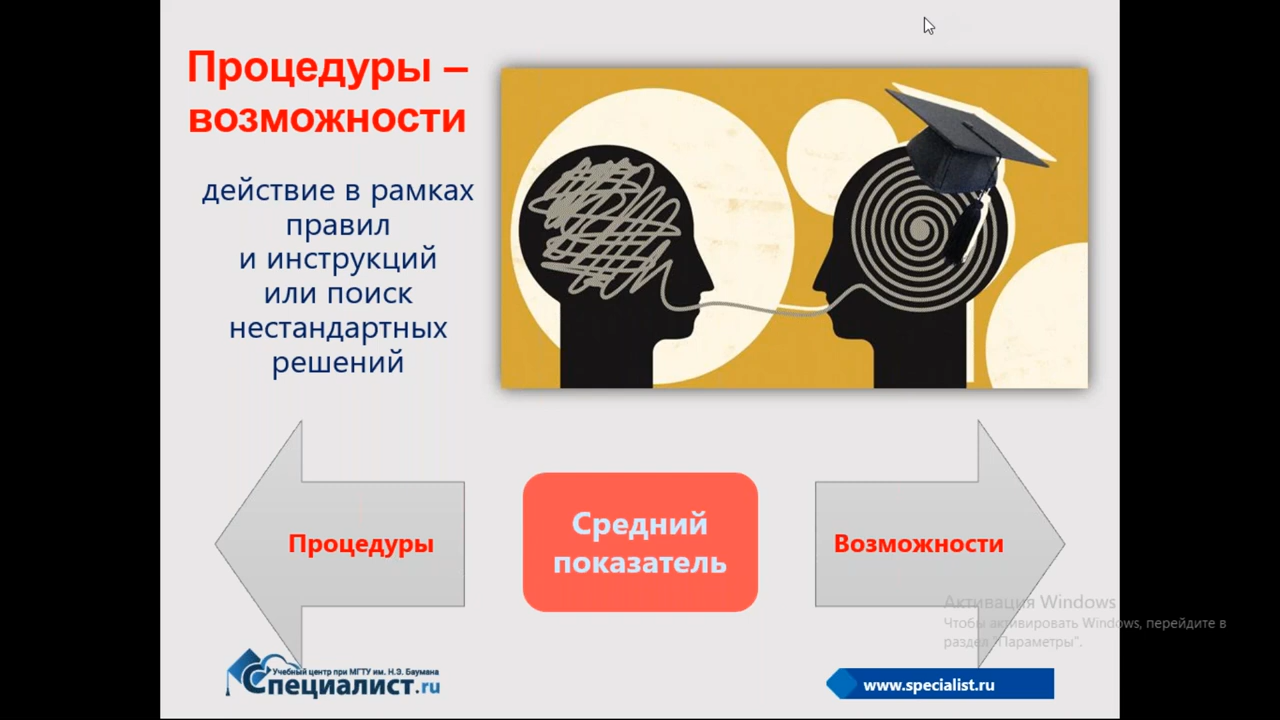 Процедуры –
возможности
действие в рамках
правил
и инструкций
или поиск
нестандартных
решений
Процедуры
Средний
показатель
Возможности
Активация Windows
Чтобы активировать Windows, перейдите в
раздел "Параметры".
Учебный центр при МГТУ им. Н.Э. Баумана
Специалист.ru
www.specialist.ru